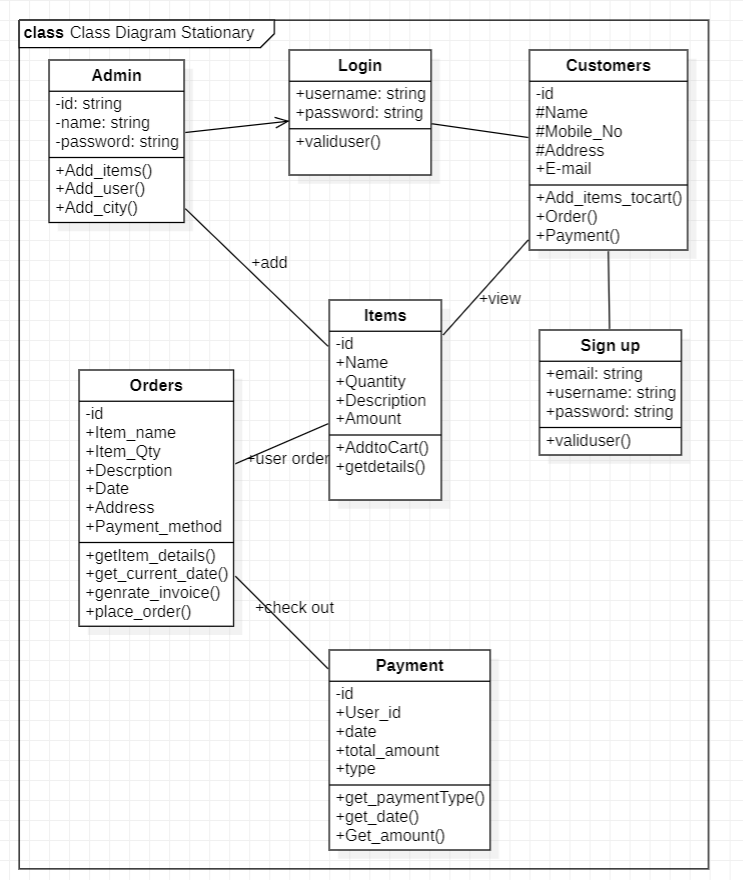 class Class Diagram Stationary
Admin
-id: string
-name: string
-password: string
+Add_items()
+Add_user()
+Add_city()
Login
+username: string
+password: string
+validuser()
Customers
-id
#Name
#Mobile_No
#Address
+E-mail
+Add_items_tocart()
+Order()
+Payment()
+add
+view
Items
-id
+Name
+Quantity
+Description
+Amount
+AddtoCart()
+getdetails()
Sign up
+email: string
+username: string
+password: string
+validuser()
Orders
-id
+Item_name
+Item_Qty
+Descrption
+Date
+Address
+Payment_method
+getItem_details()
+get_current_date()
+genrate_invoice()
+place_order()
+user order
+check out
Payment
-id
+User_id
+date
+total_amount
+type
+get_paymentType()
+get_date()
+Get_amount()